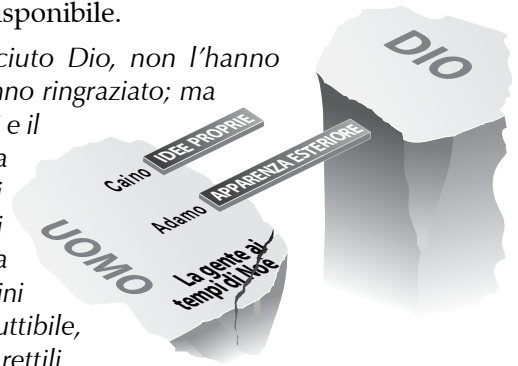 sponibile.
ciuto Dio, non l'hanno
nno ringraziato; ma
i e il
a
i
i
a
ini
uttibile,
rettili
DIO
IDEE PROPRIE
Caino
APPARENZA ESTERIORE
Adamo
UOMO
La gente ai
tempi di Noè